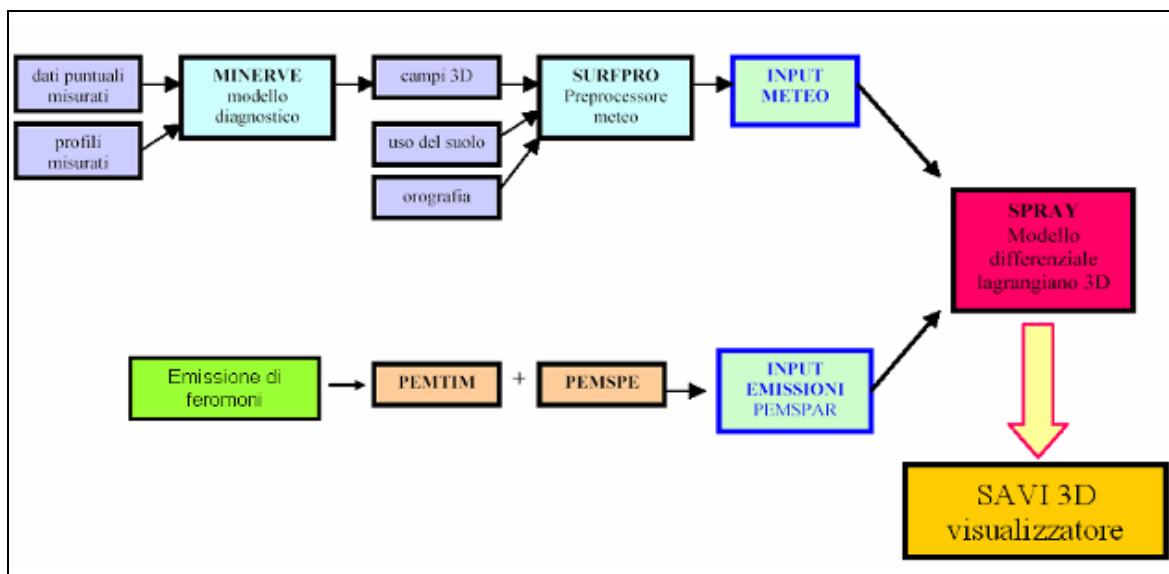 dati puntuali
misurati
profili
misurati
MINERVE
modello
diagnostico
campi 3D
uso del suolo
orografia
SURFPRO
Preprocessore
meteo
INPUT
METEO
SPRAY
Modello
differenziale
lagrangiano 3D
Emissione di
feromoni
PEMTIM
+
PEMSPE
INPUT
EMISSIONI
PEMSPAR
SAVI 3D
visualizzatore